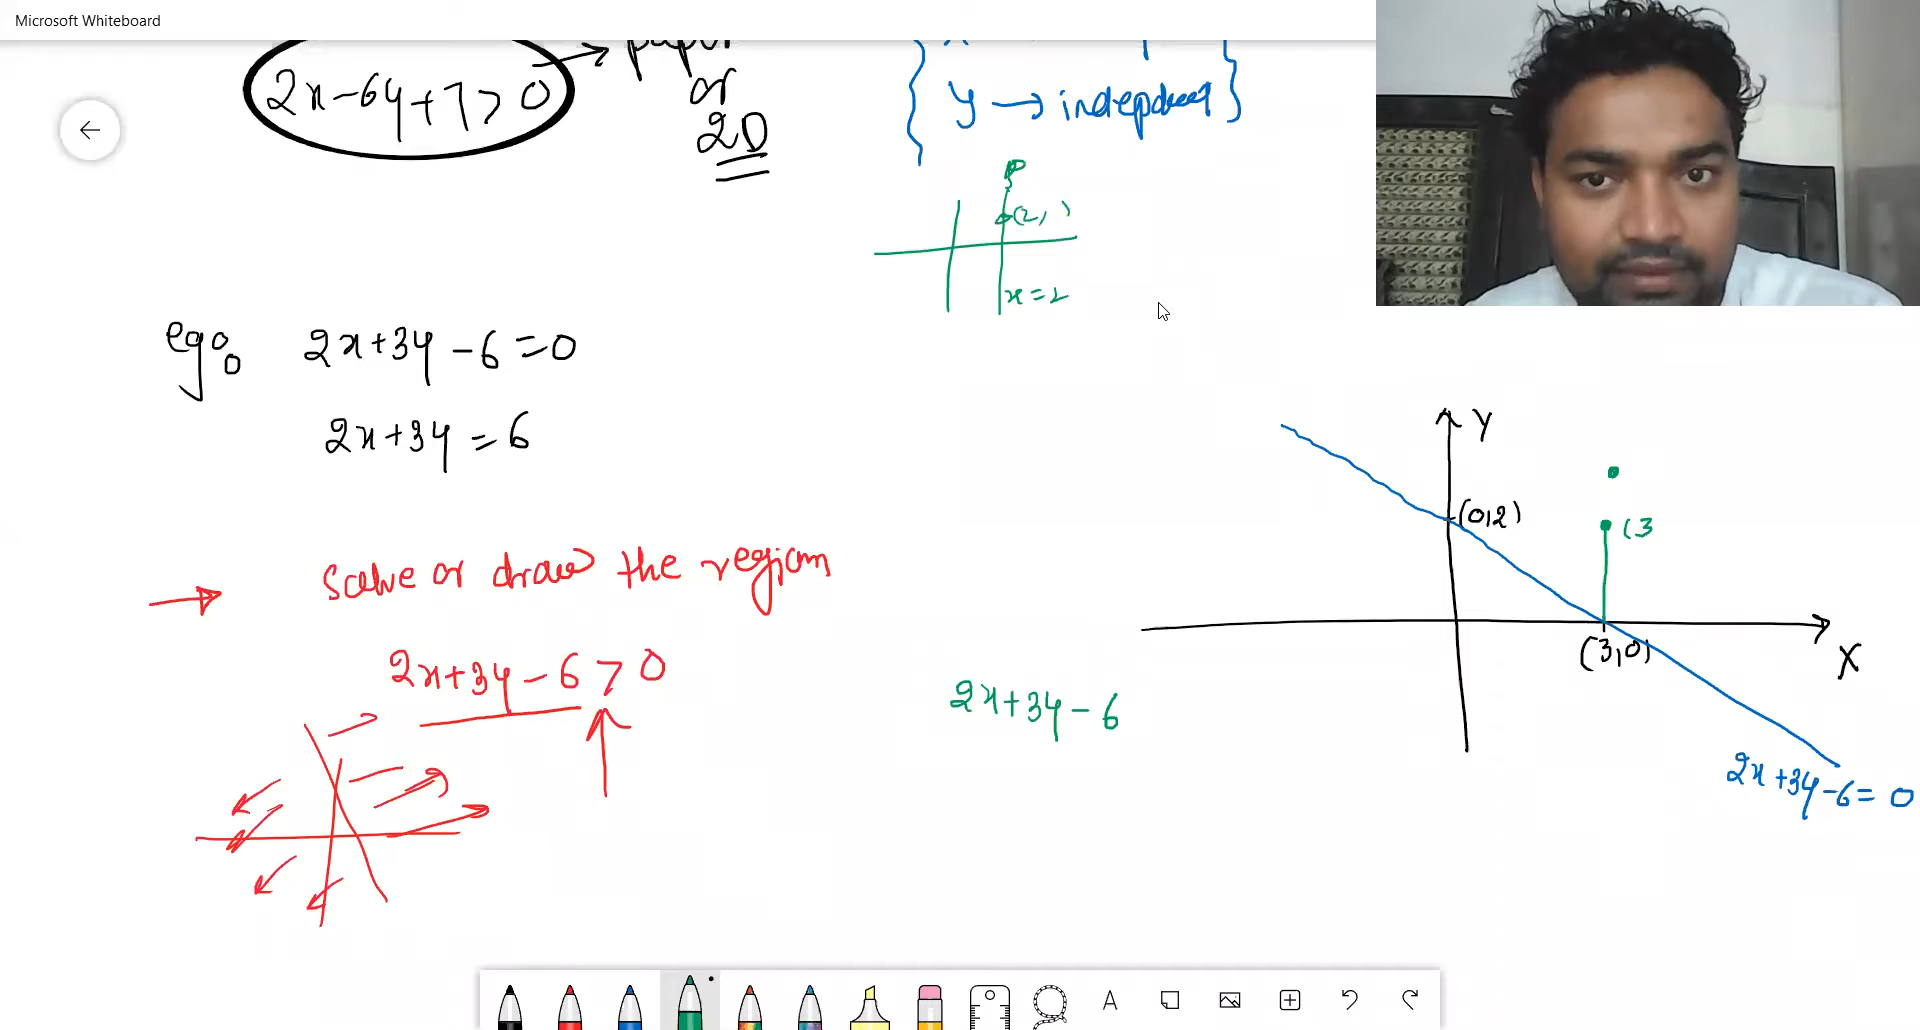 Microsoft Whiteboard
2x-6y+7>0
or
2D
y → independent
(2, )
x=2
eg:
2x+3y-6=0
2x+3y=6
Y
(0,2)
(3
Solve or draw the region
(3,0)
X
2x+3y-6>0
2x+3y-6
2x+3y-6=0
A